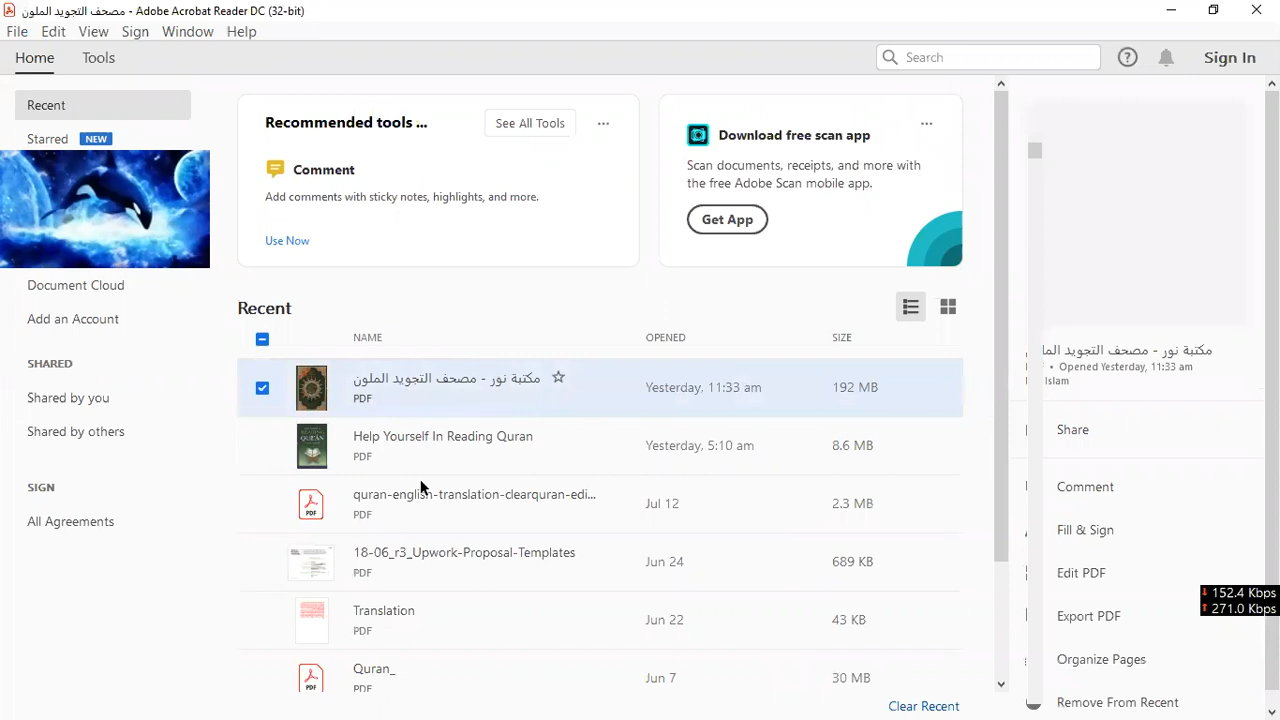 مصحف التجويد الملون - Adobe Acrobat Reader DC (32-bit)
File Edit View Sign Window Help
Home Tools Search Sign In
Recent
Starred NEW
Document Cloud
Add an Account
SHARED
Shared by you
Shared by others
SIGN
All Agreements
Recommended tools ... See All Tools
Comment
Add comments with sticky notes, highlights, and more.
Use Now
Download free scan app
Scan documents, receipts, and more with
the free Adobe Scan mobile app.
Get App
Recent
NAME OPENED SIZE
مكتبة نور - مصحف التجويد الملون
PDF
Yesterday, 11:33 am 192 MB
Help Yourself In Reading Quran
PDF
Yesterday, 5:10 am 8.6 MB
quran-english-translation-clearquran-edi...
PDF
Jul 12 2.3 MB
18-06_r3_Upwork-Proposal-Templates
PDF
Jun 24 689 KB
Translation
PDF
Jun 22 43 KB
Quran_
PDF
Jun 7 30 MB
Clear Recent
مكتبة نور - مصحف التجويد
• Opened Yesterday, 11:33 am
Islam
Share
Comment
Fill & Sign
Edit PDF
Export PDF
Organize Pages
Remove From Recent
152.4 Kbps
271.0 Kbps